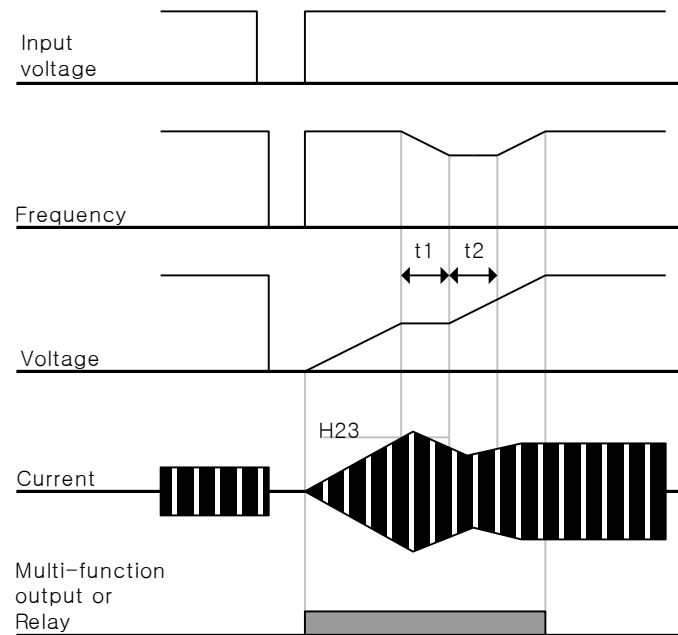 Input
voltage
Frequency
t1 t2
Voltage
H23
Current
Multi-function
output or
Relay